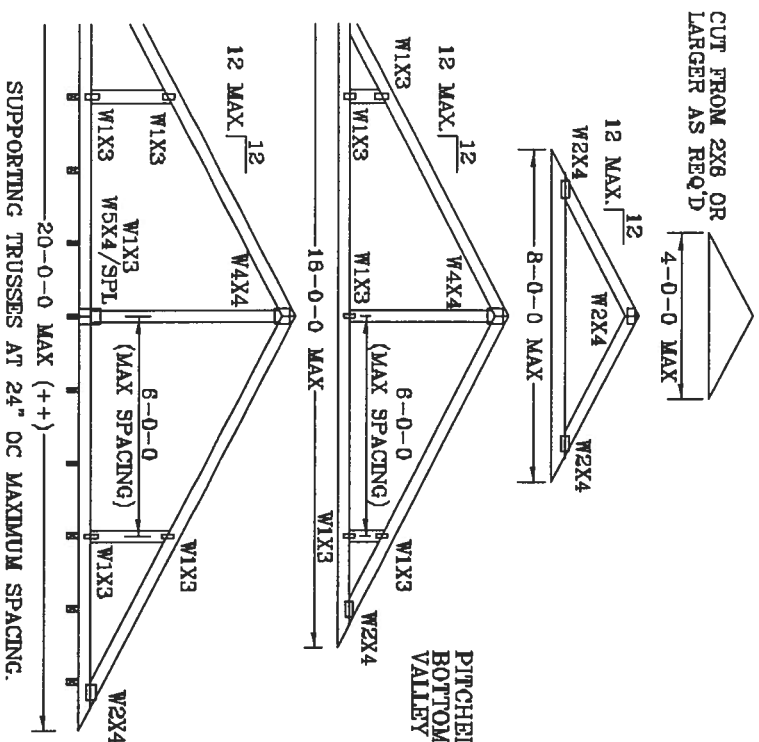 CUT FROM 2X6 OR
LARGER AS REQ'D
4-0-0 MAX
12
12 MAX.
W2X4
W2X4
W2X4
8-0-0 MAX
PITCHED
BOTTOM
VALLEY
12
12 MAX.
W4X4
W1X3
W1X3
6-0-0
(MAX SPACING)
W2X4
W1X3
W1X3
W1X3
16-0-0 MAX
12
12 MAX.
W4X4
W1X3
W1X3
6-0-0
(MAX SPACING)
W1X3
W1X3
W5X4/SPL
W1X3
W2X4
20-0-0 MAX (++)
SUPPORTING TRUSSES AT 24" OC MAXIMUM SPACING.